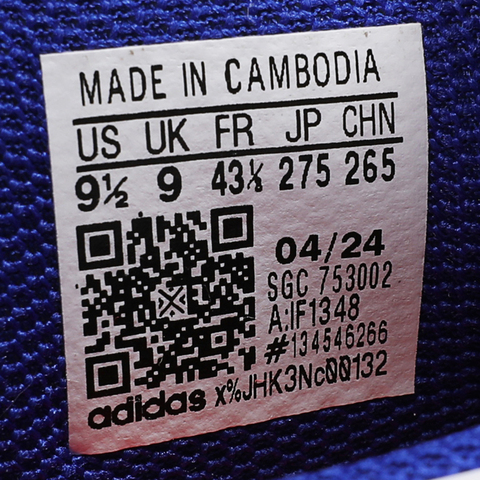 MADE IN CAMBODIA
US UK FR JP CHN
9½ 9 43⅓ 275 265
04/24
SGC 753002
A:IF1348
#134546266
adidas x%JHK3Nc00132